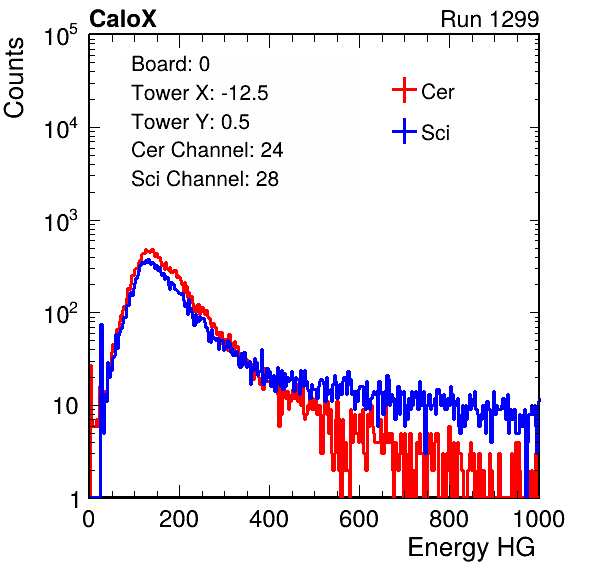 CaloX
Run 1299
Counts
10^5
10^4
10^3
10^2
10
1
Board: 0
Tower X: -12.5
Tower Y: 0.5
Cer Channel: 24
Sci Channel: 28
Cer
Sci
0 200 400 600 800 1000
Energy HG